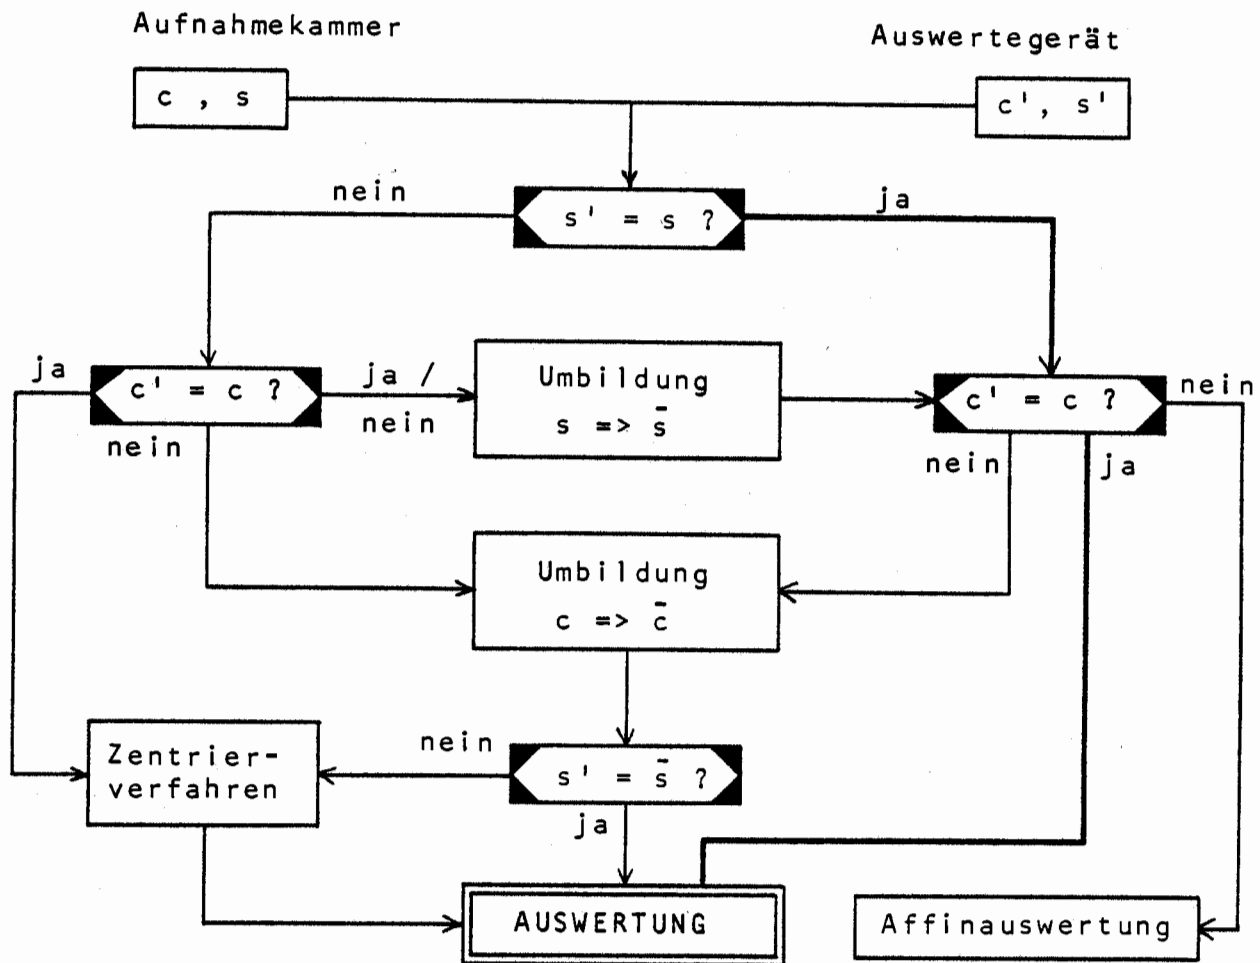 Aufnahmekammer
Auswertegerät
c , s
c', s'
nein
s' = s ?
ja
ja
c' = c ?
ja /
nein
nein
Umbildung
s => s̄
c' = c ?
nein
nein
ja
Umbildung
c => c̄
Zentrier-
verfahren
nein
s' = s̄ ?
ja
AUSWERTUNG
Affinauswertung